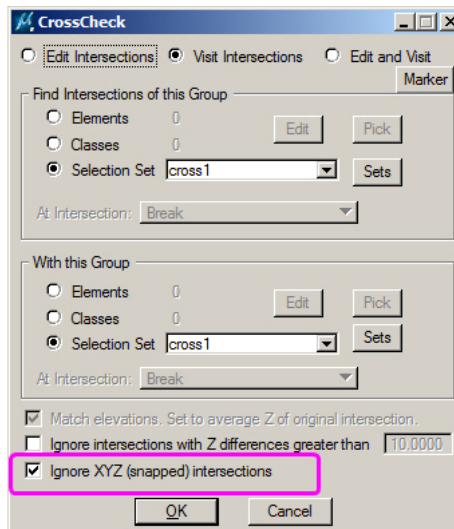 CrossCheck
Edit Intersections Visit Intersections Edit and Visit
Marker
Find Intersections of this Group
Elements 0
Classes 0
Edit Pick
Selection Set cross1 Sets
At Intersection: Break
With this Group
Elements 0
Classes 0
Edit Pick
Selection Set cross1 Sets
At Intersection: Break
Match elevations. Set to average Z of original intersection.
Ignore intersections with Z differences greater than 10.0000
Ignore XYZ (snapped) intersections
OK Cancel